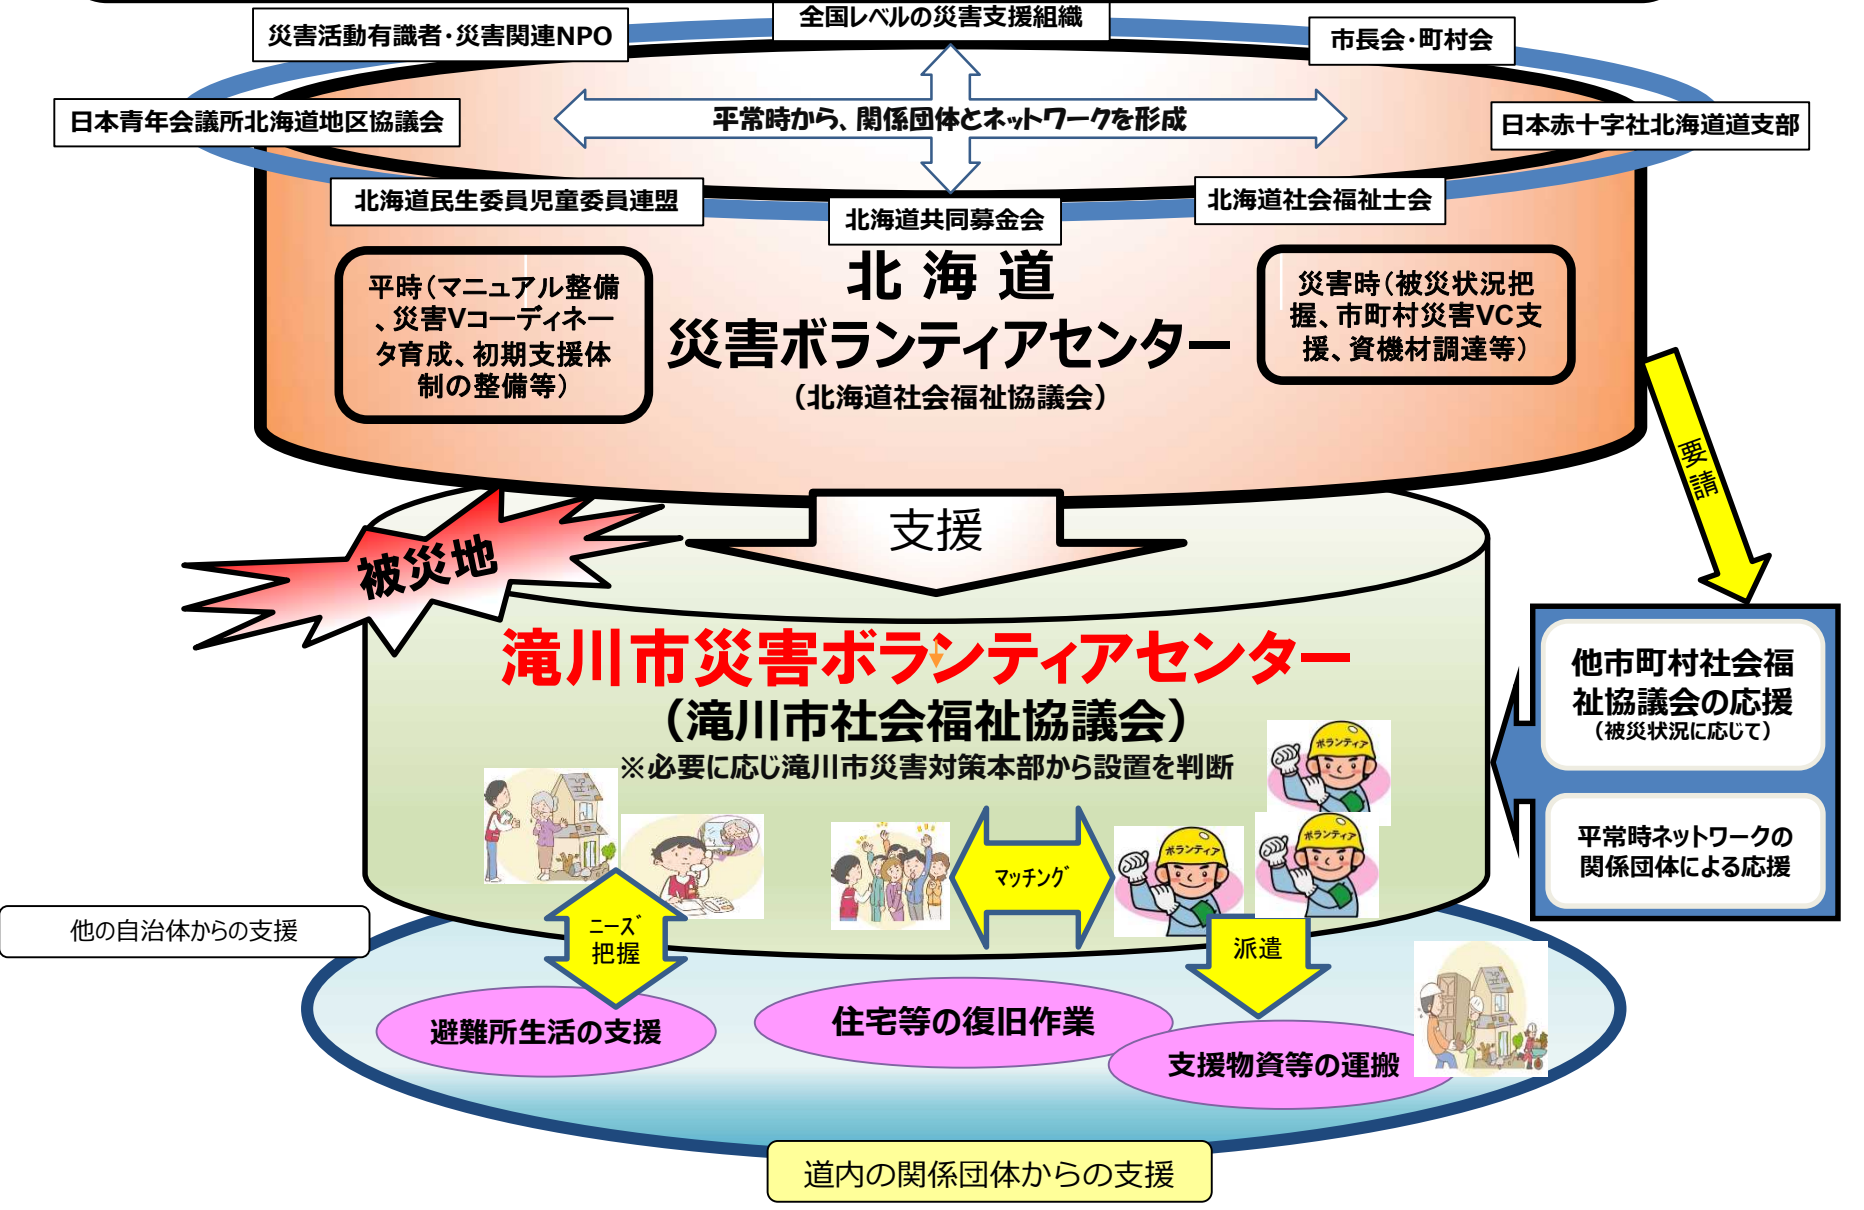 全国レベルの災害支援組織
災害活動有識者・災害関連NPO
市長会・町村会
日本青年会議所北海道地区協議会
平常時から、関係団体とネットワークを形成
日本赤十字社北海道道支部
北海道民生委員児童委員連盟
北海道共同募金会
北海道社会福祉士会
平時（マニュアル整備
、災害Vコーディネー
タ育成、初期支援体
制の整備等）
北 海 道
災害ボランティアセンター
（北海道社会福祉協議会）
災害時（被災状況把
握、市町村災害VC支
援、資機材調達等）
要請
支援
被災地
滝川市災害ボランティアセンター
（滝川市社会福祉協議会）
※必要に応じ滝川市災害対策本部から設置を判断
他市町村社会福
祉協議会の応援
（被災状況に応じて）
平常時ネットワークの
関係団体による応援
ボランティア
ボランティア
ボランティア
マッチング
ニーズ
把握
派遣
他の自治体からの支援
避難所生活の支援
住宅等の復旧作業
支援物資等の運搬
道内の関係団体からの支援